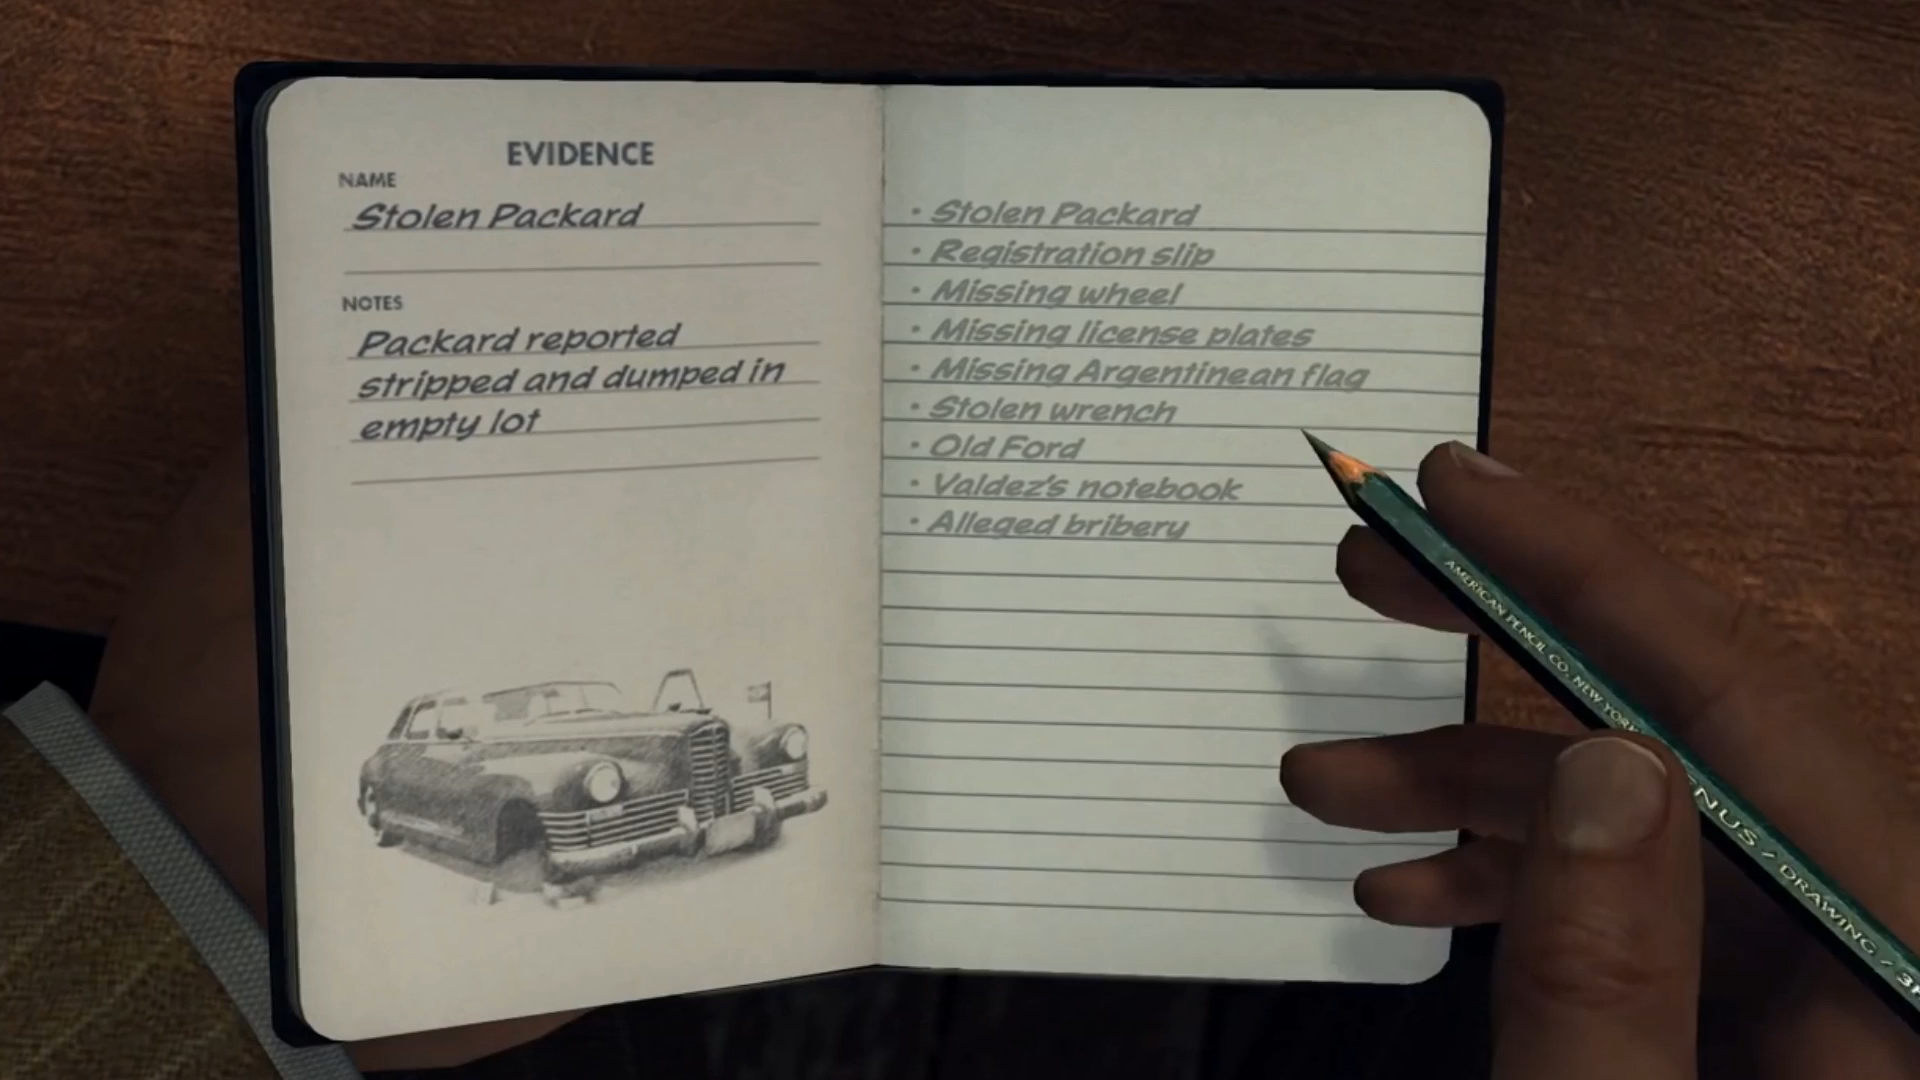 EVIDENCE
NAME
Stolen Packard
NOTES
Packard reported
stripped and dumped in
empty lot
• Stolen Packard
• Registration slip
• Missing wheel
• Missing license plates
• Missing Argentinean flag
• Stolen wrench
• Old Ford
• Valdez's notebook
• Alleged bribery
AMERICAN PENCIL CO. NEW YORK
ENUS / DRAWING / 3H